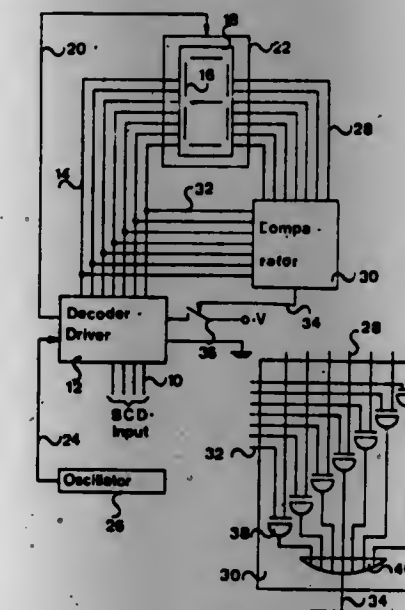 18
20
22
16
28
14
32
Compa
rator
30
Decoder
Driver
-V
34
36
12
10
BCD
Input
24
Oscillator
26
28
32
38
40
30
34